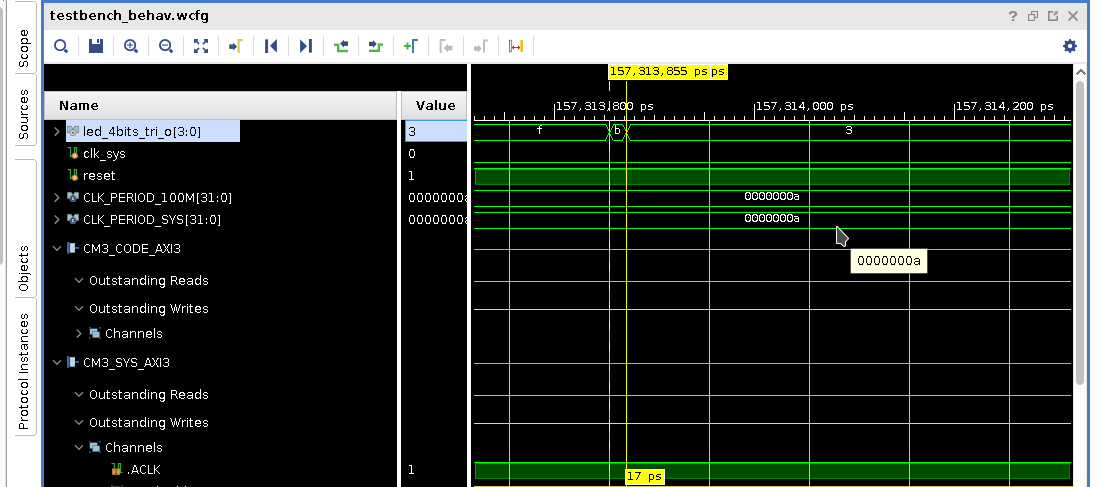 testbench_behav.wcfg
Scope
Sources
Objects
Protocol Instances
157,313,855 ps ps
Name Value
157,313,800 ps 157,314,000 ps 157,314,200 ps
led_4bits_tri_o[3:0] 3 f b 3
clk_sys 0
reset 1
CLK_PERIOD_100M[31:0] 0000000a 0000000a
CLK_PERIOD_SYS[31:0] 0000000a 0000000a
CM3_CODE_AXI3
0000000a
Outstanding Reads
Outstanding Writes
Channels
CM3_SYS_AXI3
Outstanding Reads
Outstanding Writes
Channels
.ACLK 1
17 ps